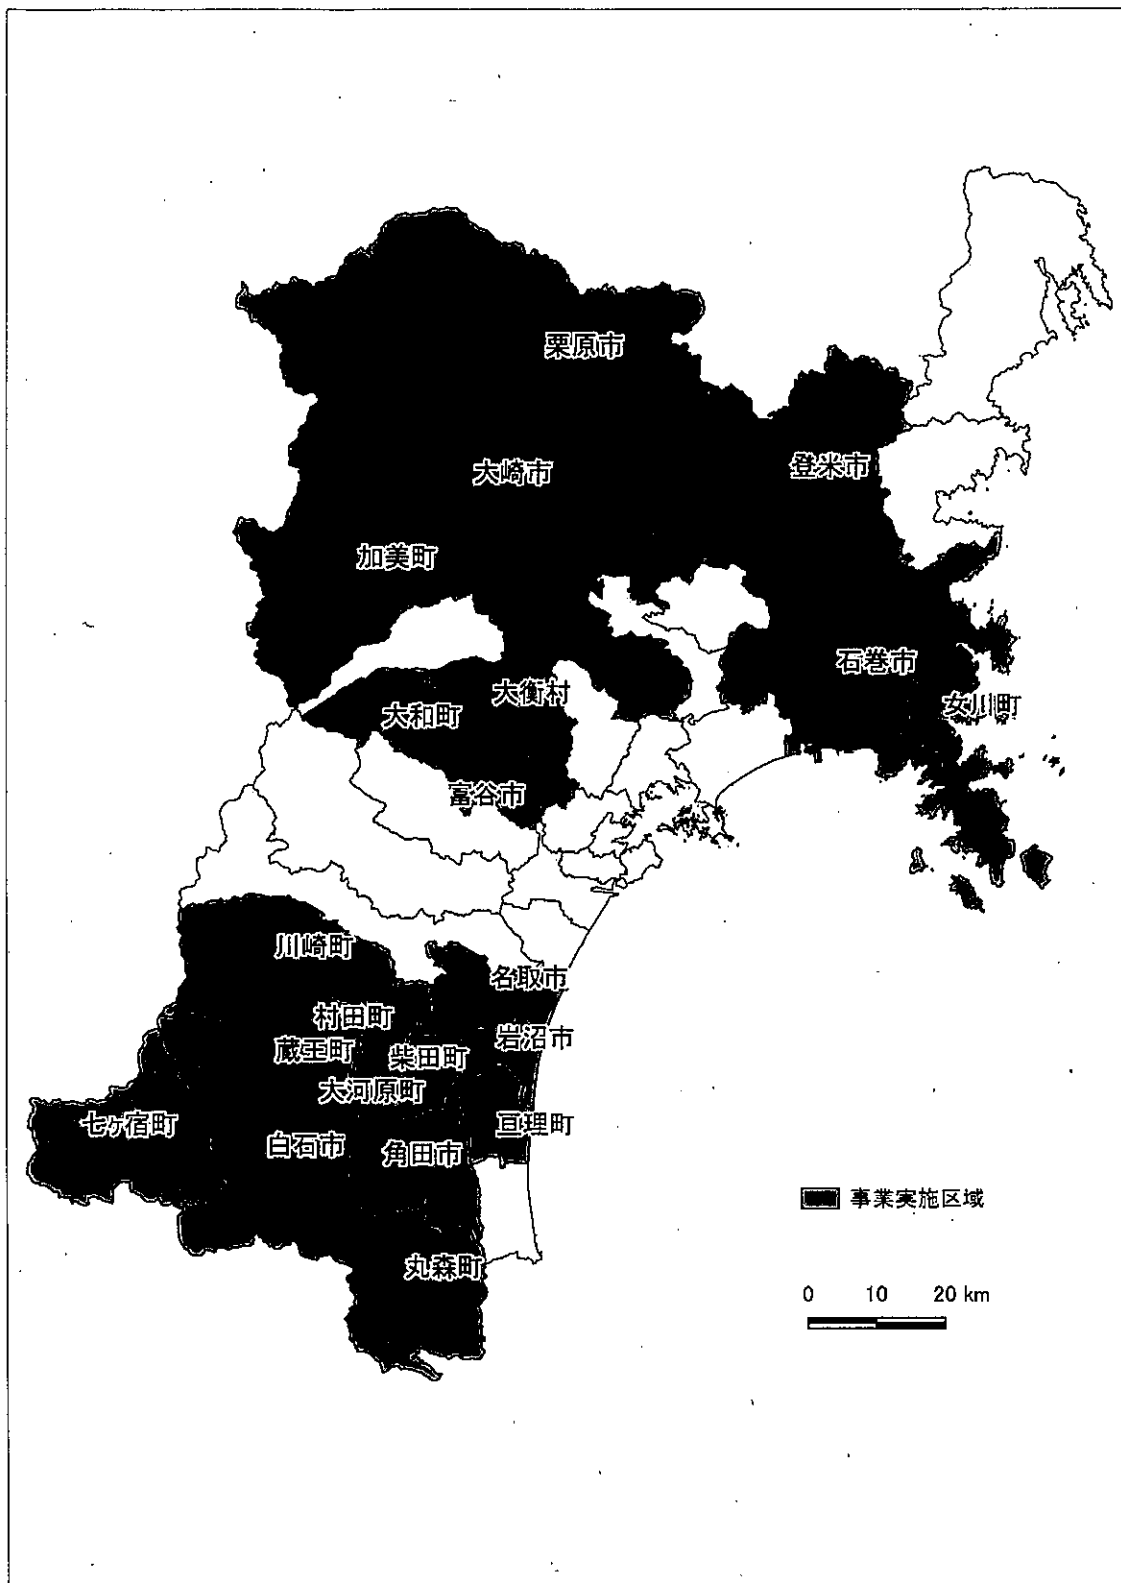 栗原市
大崎市
登米市
加美町
石巻市
大衡村
女川町
大和町
富谷市
川崎町
名取市
村田町
岩沼市
蔵王町
柴田町
大河原町
亘理町
七ヶ宿町
白石市
角田市
事業実施区域
丸森町
0 10 20 km